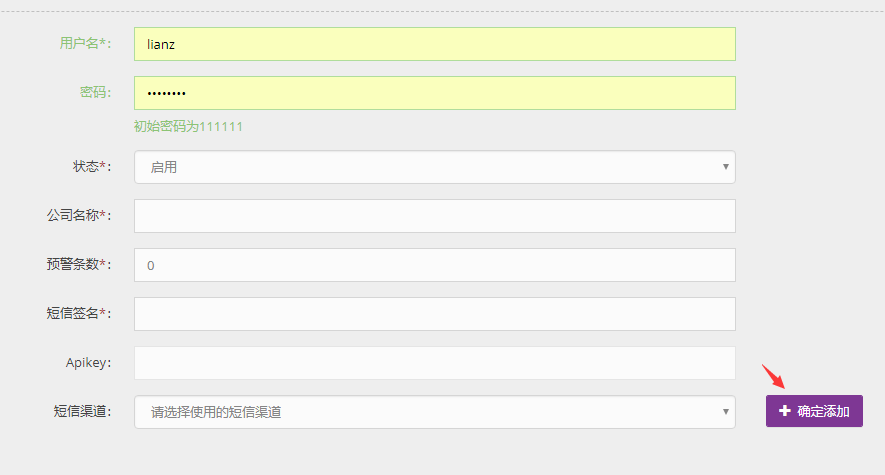 用户名*: lianz
密码: ••••••••
初始密码为111111
状态*: 启用
公司名称*:
预警条数*: 0
短信签名*:
Apikey:
短信渠道: 请选择使用的短信渠道 确定添加